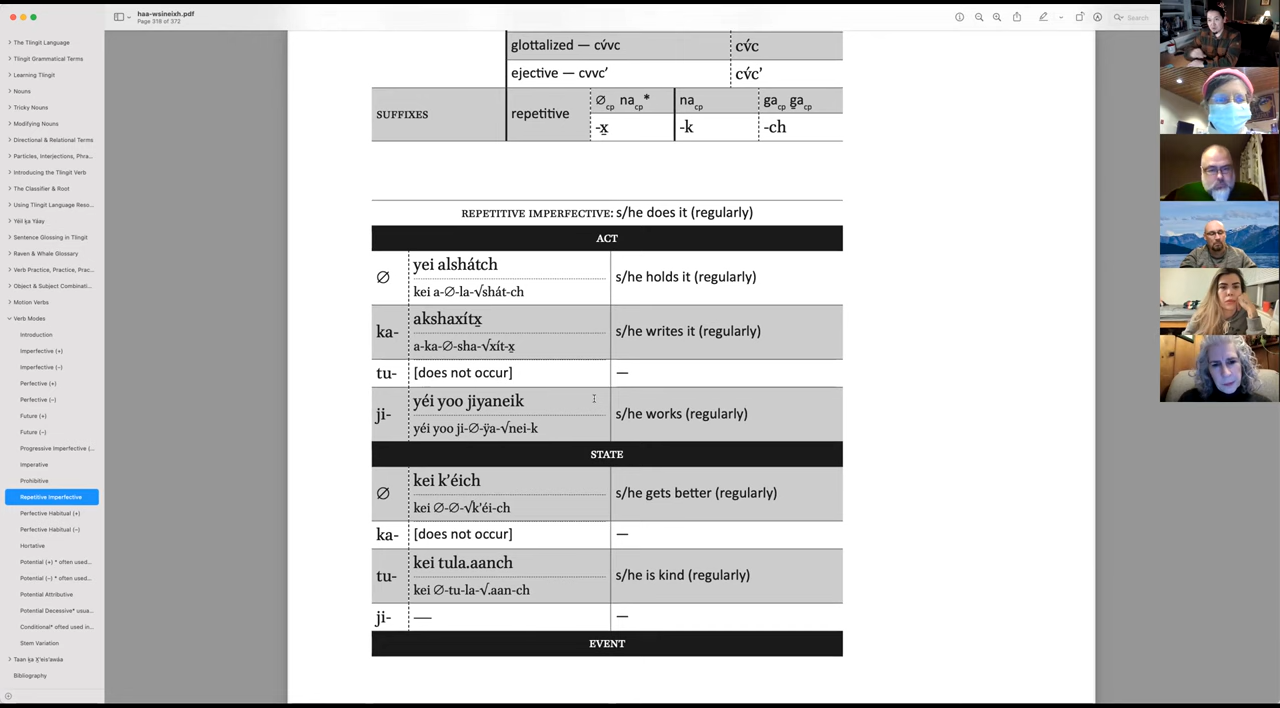 haa-wsineixh.pdf
Page 318 of 372
Search
The Tlingit Language
Tlingit Grammatical Terms
Learning Tlingit
Nouns
Tricky Nouns
Modifying Nouns
Directional & Relational Terms
Particles, Interjections, Phra...
Introducing the Tlingit Verb
The Classifier & Root
Using Tlingit Language Reso...
Yéil ḵa Yáay
Sentence Glossing in Tlingit
Raven & Whale Glossary
Verb Practice, Practice, Prac...
Object & Subject Combinati...
Motion Verbs
Verb Modes
Introduction
Imperfective (+)
Imperfective (–)
Perfective (+)
Perfective (–)
Future (+)
Future (–)
Progressive Imperfective (...
Imperative
Prohibitive
Repetitive Imperfective
Perfective Habitual (+)
Perfective Habitual (–)
Hortative
Potential (+) * often used...
Potential (–) * often used...
Potential Attributive
Potential Decessive* usua...
Conditional* ofted used in...
Stem Variation
Taan ḵa X̱'eis'awáa
Bibliography
glottalized — cv́vc cv́c
ejective — cvvc’ cv́c’
SUFFIXES repetitive ∅cp nacp* nacp gacp g̱acp
-x̱ -k -ch
REPETITIVE IMPERFECTIVE: s/he does it (regularly)
ACT
∅ yei alshátch s/he holds it (regularly)
kei a-∅-la-√shát-ch
ka- akshaxítx̱ s/he writes it (regularly)
a-ka-∅-sha-√xít-x̱
tu- [does not occur] —
ji- yéi yoo jiyaneik s/he works (regularly)
yéi yoo ji-∅-ÿa-√nei-k
STATE
∅ kei k’éich s/he gets better (regularly)
kei ∅-∅-√k’éi-ch
ka- [does not occur] —
tu- kei tula.aanch s/he is kind (regularly)
kei ∅-tu-la-√.aan-ch
ji- — —
EVENT